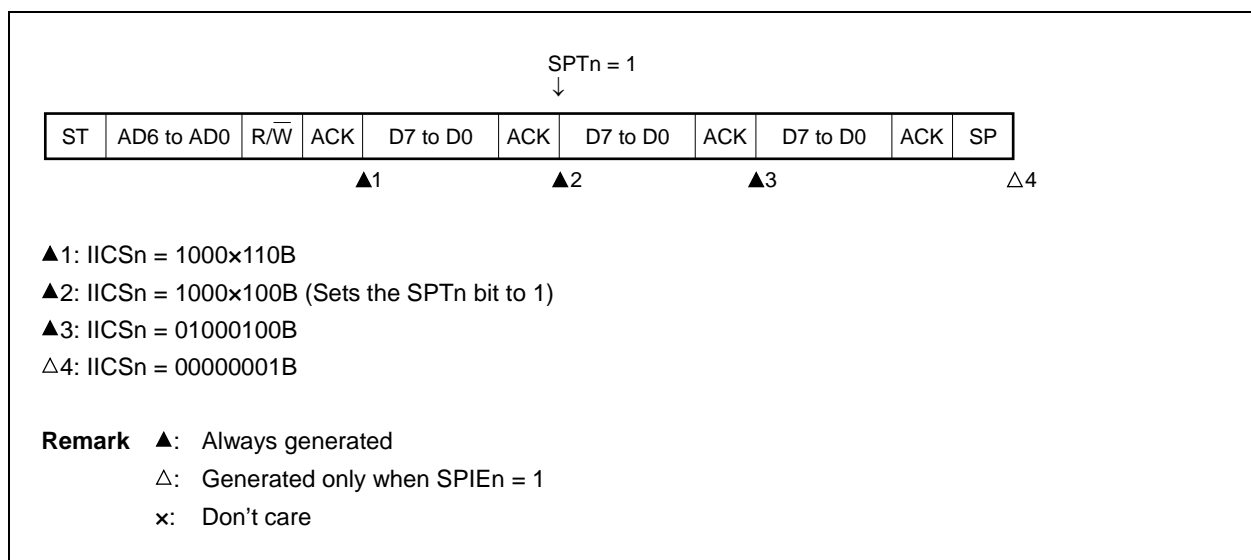 SPTn = 1
↓
ST AD6 to AD0 R/W̅ ACK D7 to D0 ACK D7 to D0 ACK D7 to D0 ACK SP
▲1 ▲2 ▲3 △4
▲1: IICSn = 1000×110B
▲2: IICSn = 1000×100B (Sets the SPTn bit to 1)
▲3: IICSn = 01000100B
△4: IICSn = 00000001B
Remark ▲: Always generated
△: Generated only when SPIEn = 1
×: Don't care